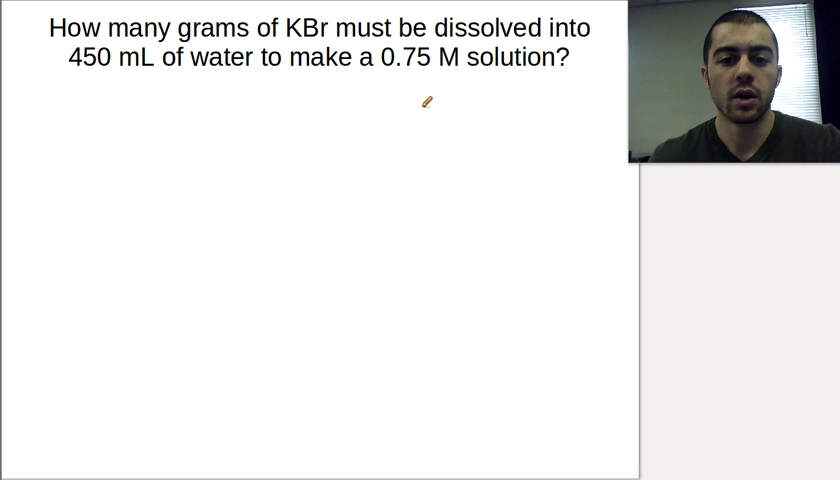 How many grams of KBr must be dissolved into
450 mL of water to make a 0.75 M solution?